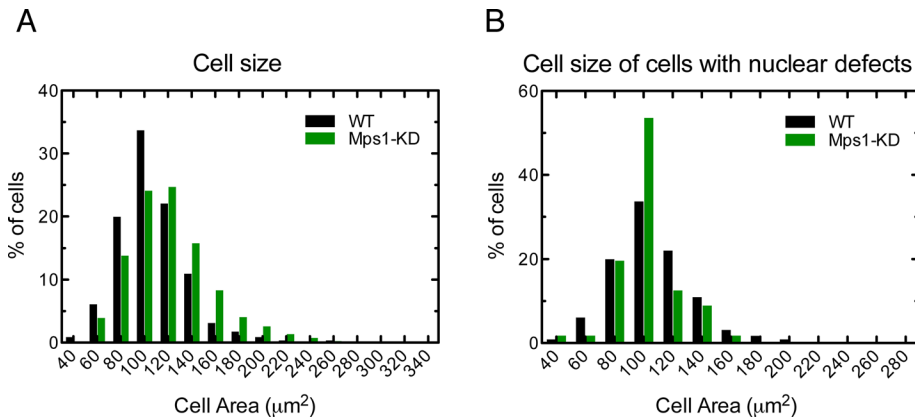 A
Cell size
40
30
20
10
0
% of cells
WT
Mps1-KD
40 60 80 100 120 140 160 180 200 220 240 260 280 300 320 340
Cell Area (μm²)
B
Cell size of cells with nuclear defects
60
40
20
0
% of cells
WT
Mps1-KD
40 60 80 100 120 140 160 180 200 220 240 260 280
Cell Area (μm²)